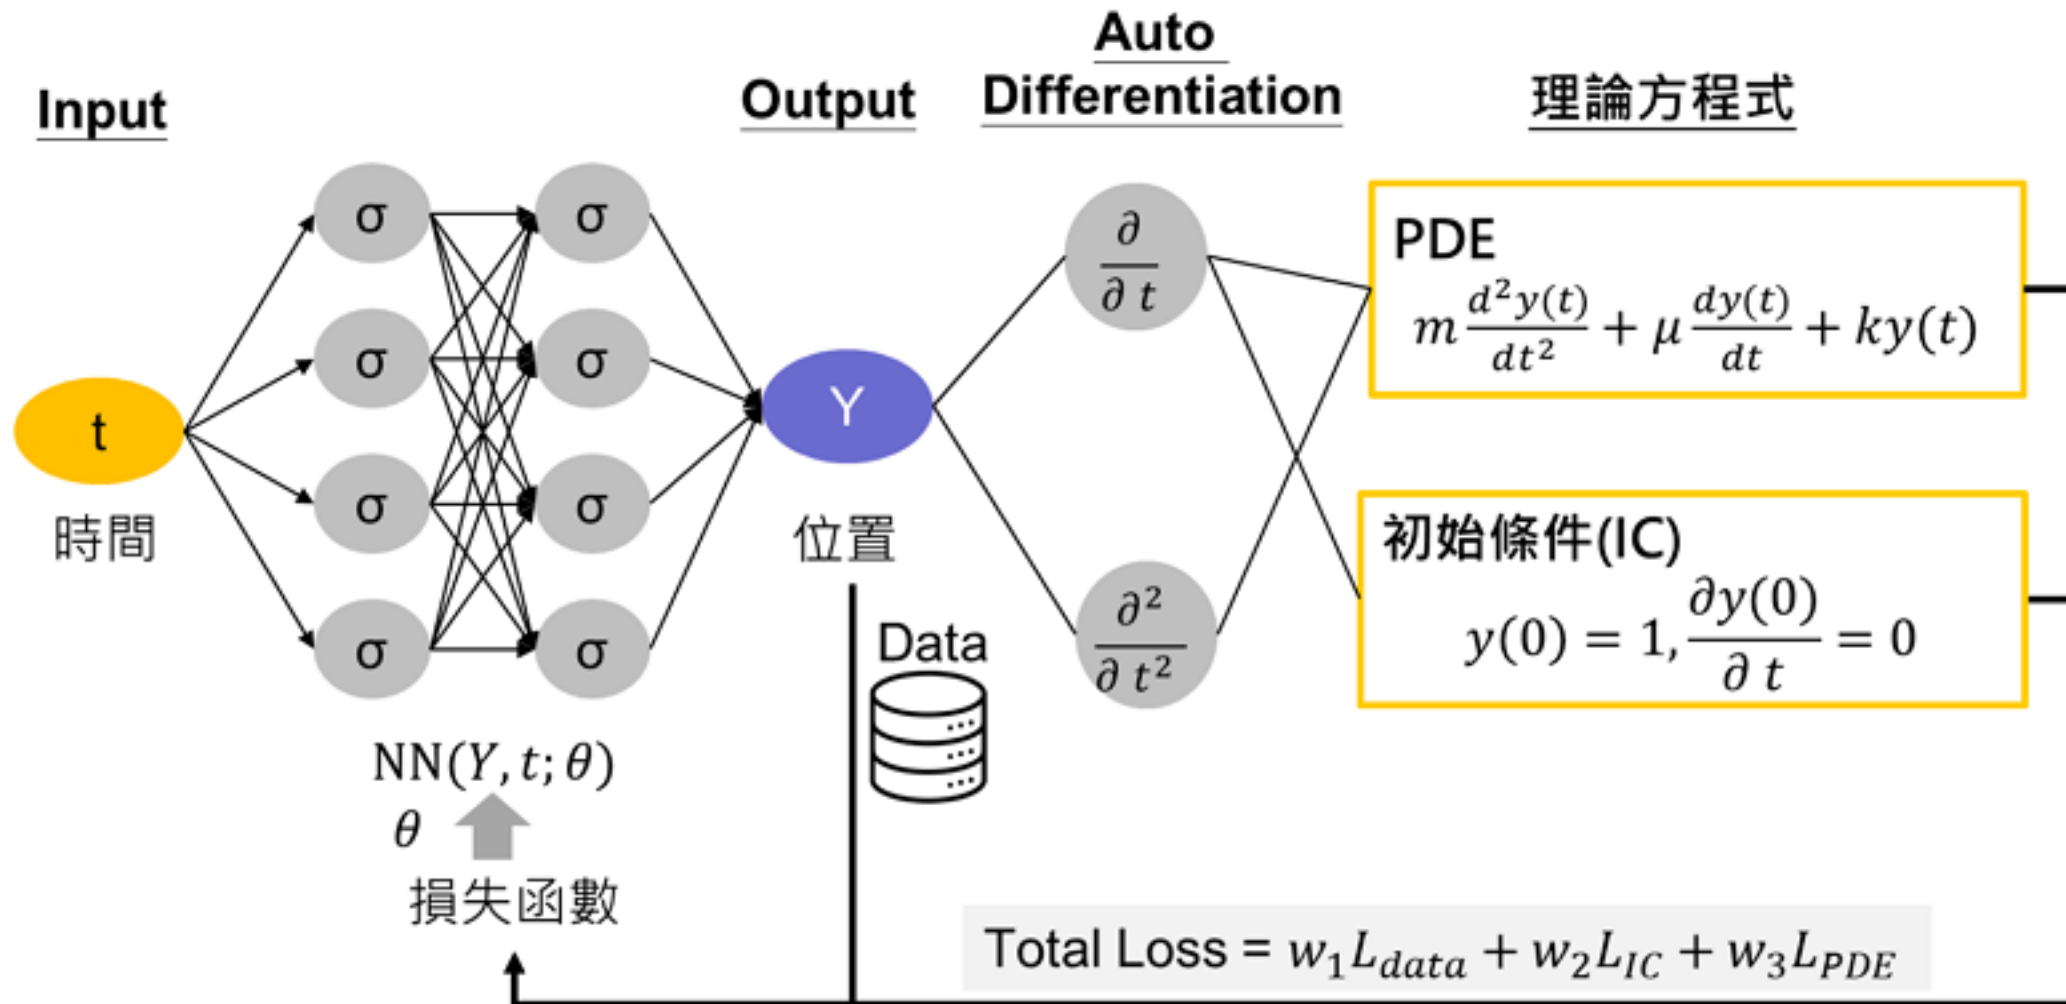 Input
Output
Auto
Differentiation
理論方程式
t
時間
σ
σ
σ
σ
σ
σ
σ
σ
NN(Y, t; θ)
θ
損失函數
Y
位置
Data
∂/∂ t
∂²/∂ t²
PDE
m d²y(t)/dt² + μ dy(t)/dt + ky(t)
初始條件(IC)
y(0) = 1, ∂y(0)/∂ t = 0
Total Loss = w₁L_data + w₂L_IC + w₃L_PDE